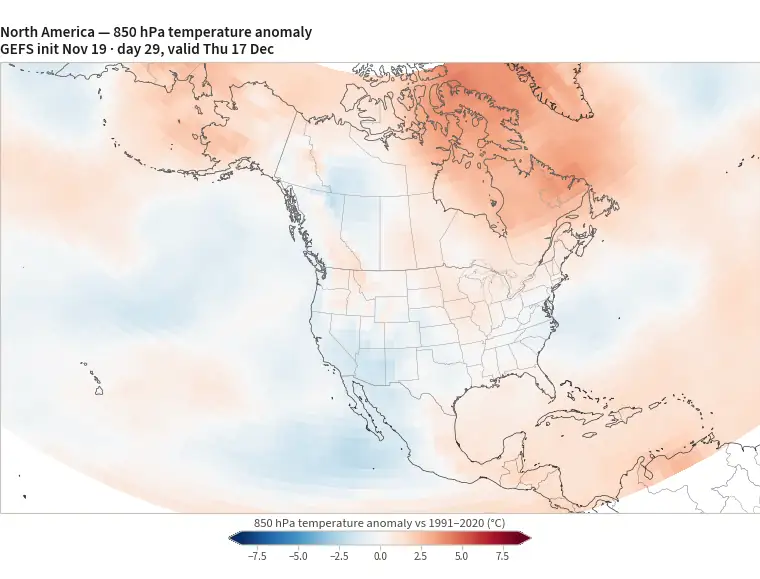 North America — 850 hPa temperature anomaly
GEFS init Nov 19 · day 29, valid Thu 17 Dec
850 hPa temperature anomaly vs 1991–2020 (°C)
−7.5 −5.0 −2.5 0.0 2.5 5.0 7.5